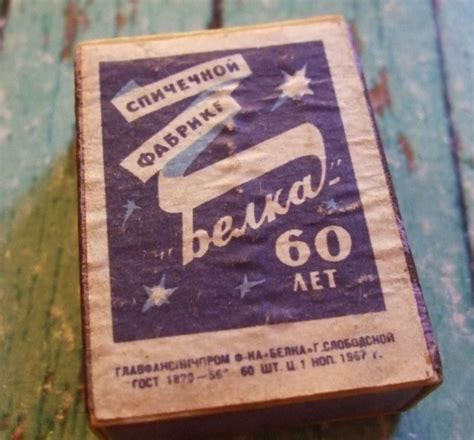 СПИЧЕЧНОЙ
ФАБРИКЕ
"Белка"
60
ЛЕТ
ГЛАВФАНСПИЧПРОМ Ф-КА «БЕЛКА» Г. СЛОБОДСКОЙ
ГОСТ 1820-56 60 ШТ. Ц. 1 КОП. 1967 г.